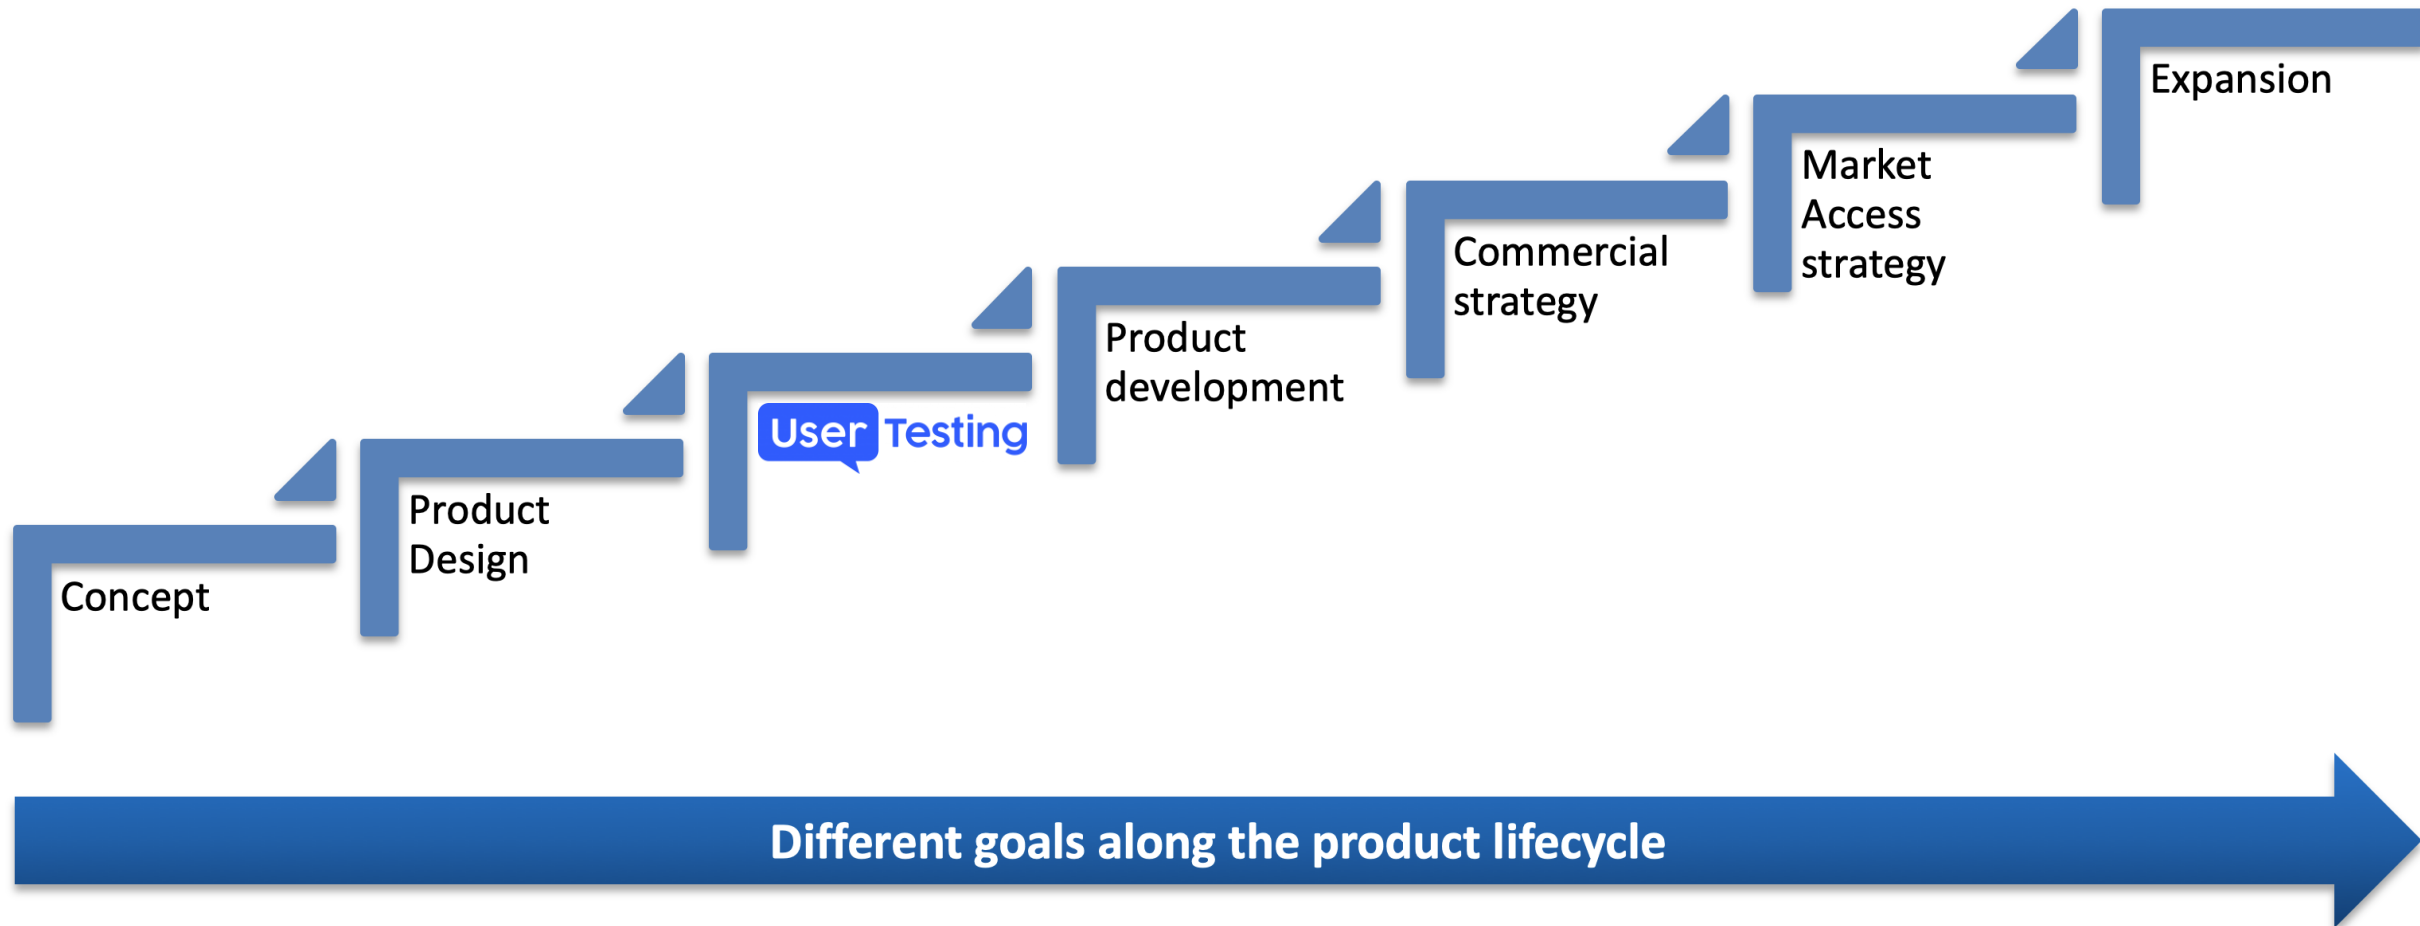 Concept
Product
Design
User Testing
Product
development
Commercial
strategy
Market
Access
strategy
Expansion
Different goals along the product lifecycle